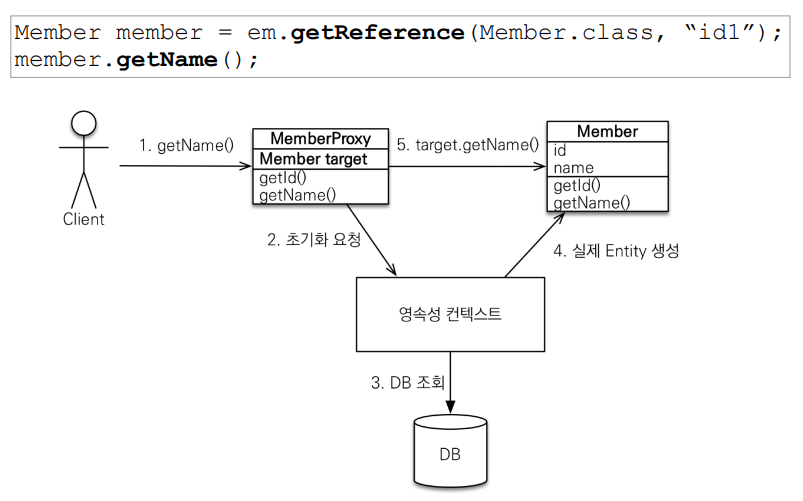 Member member = em.getReference(Member.class, “id1”);
member.getName();
1. getName()
Client
MemberProxy
Member target
getId()
getName()
5. target.getName()
Member
id
name
getId()
getName()
2. 초기화 요청
4. 실제 Entity 생성
영속성 컨텍스트
3. DB 조회
DB